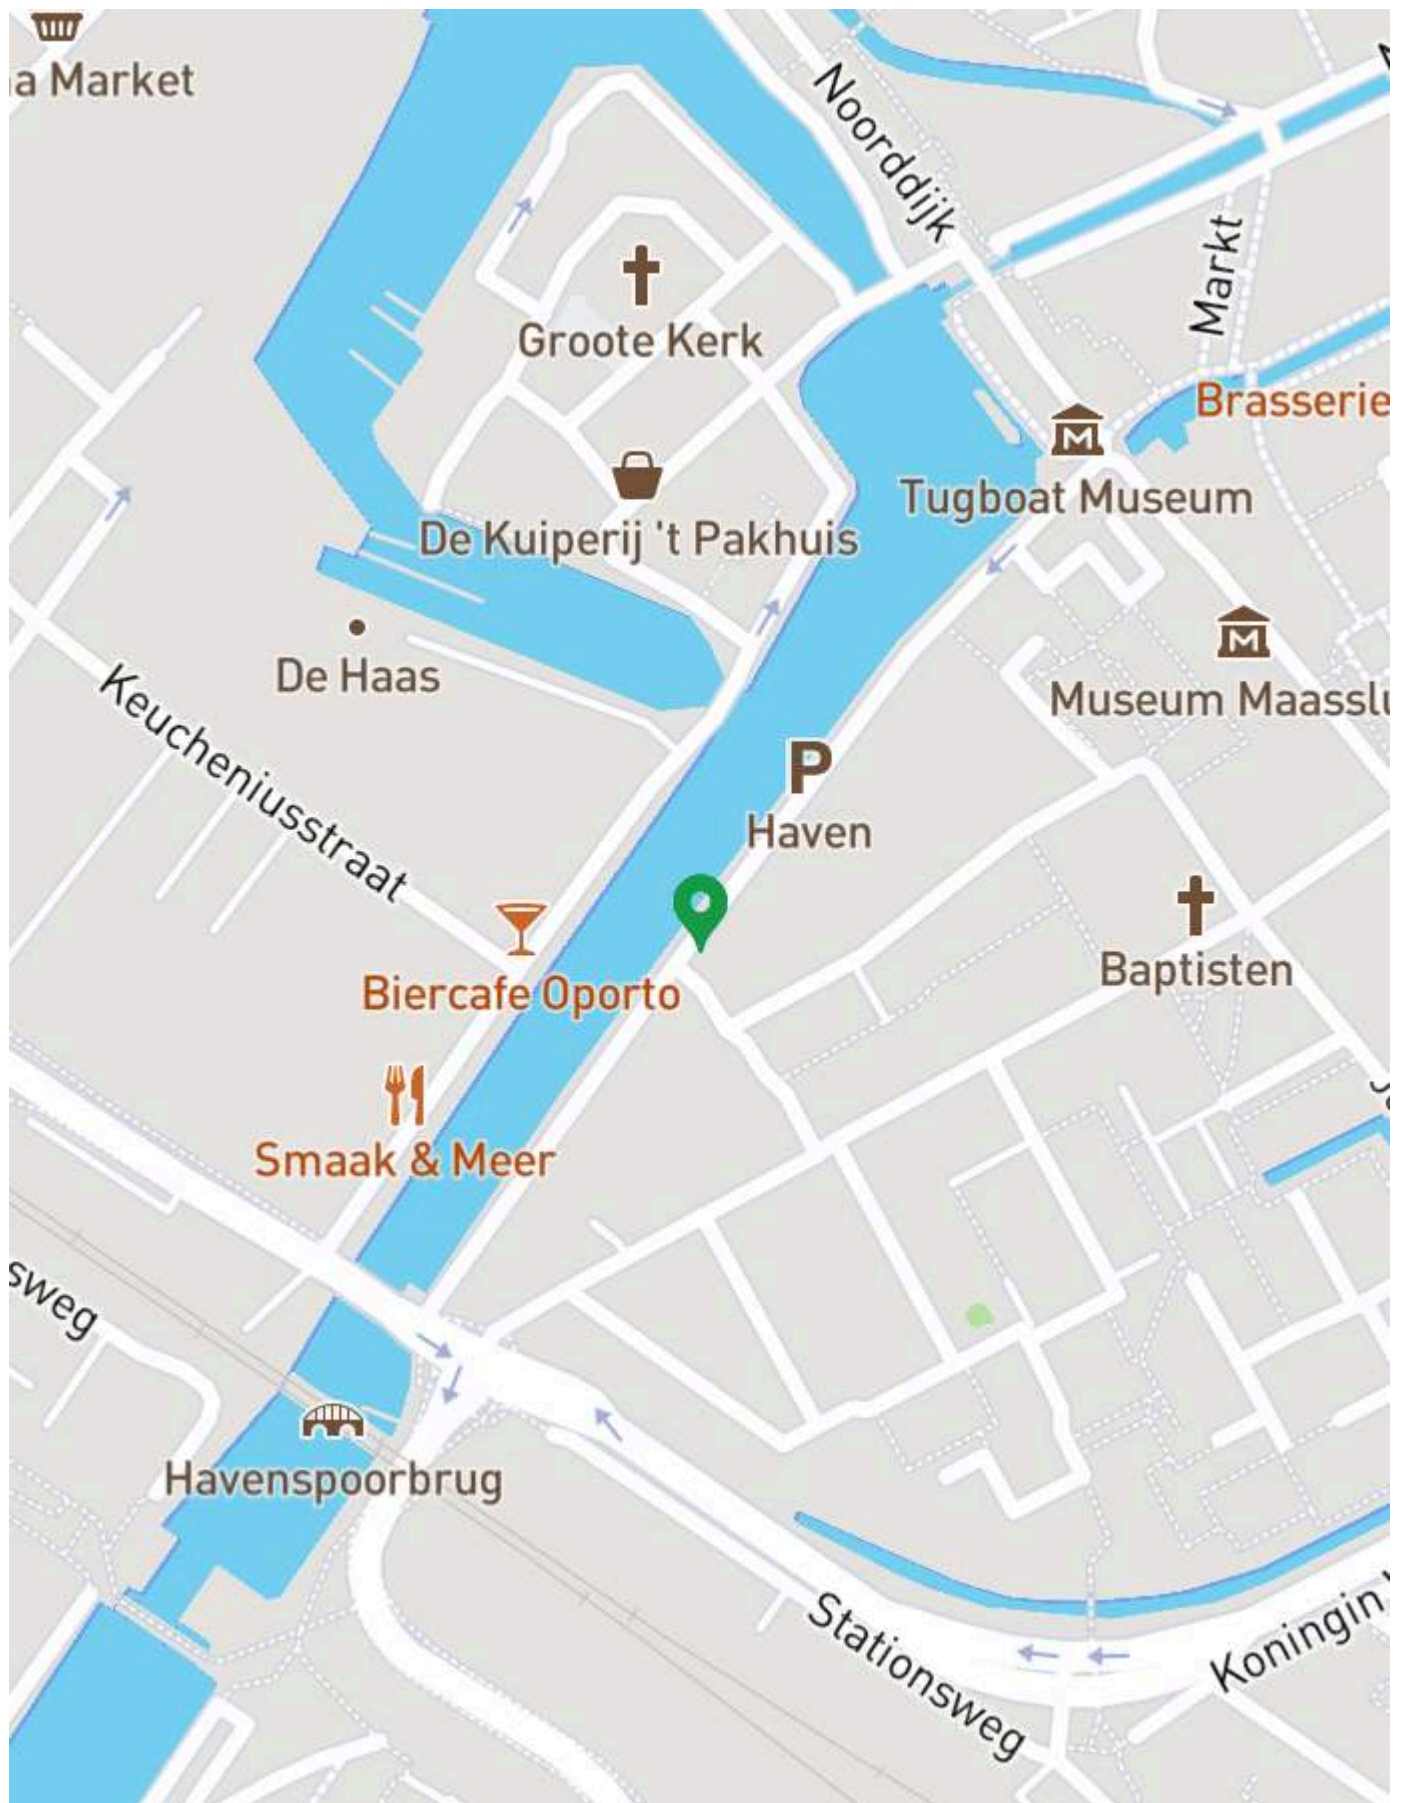 a Market
Noorddijk
Markt
Groote Kerk
Brasserie
Tugboat Museum
De Kuiperij 't Pakhuis
De Haas
Museum Maasslu
Keucheniusstraat
P
Haven
Baptisten
Biercafe Oporto
Smaak & Meer
sweg
Havenspoorbrug
Stationsweg
Koningin